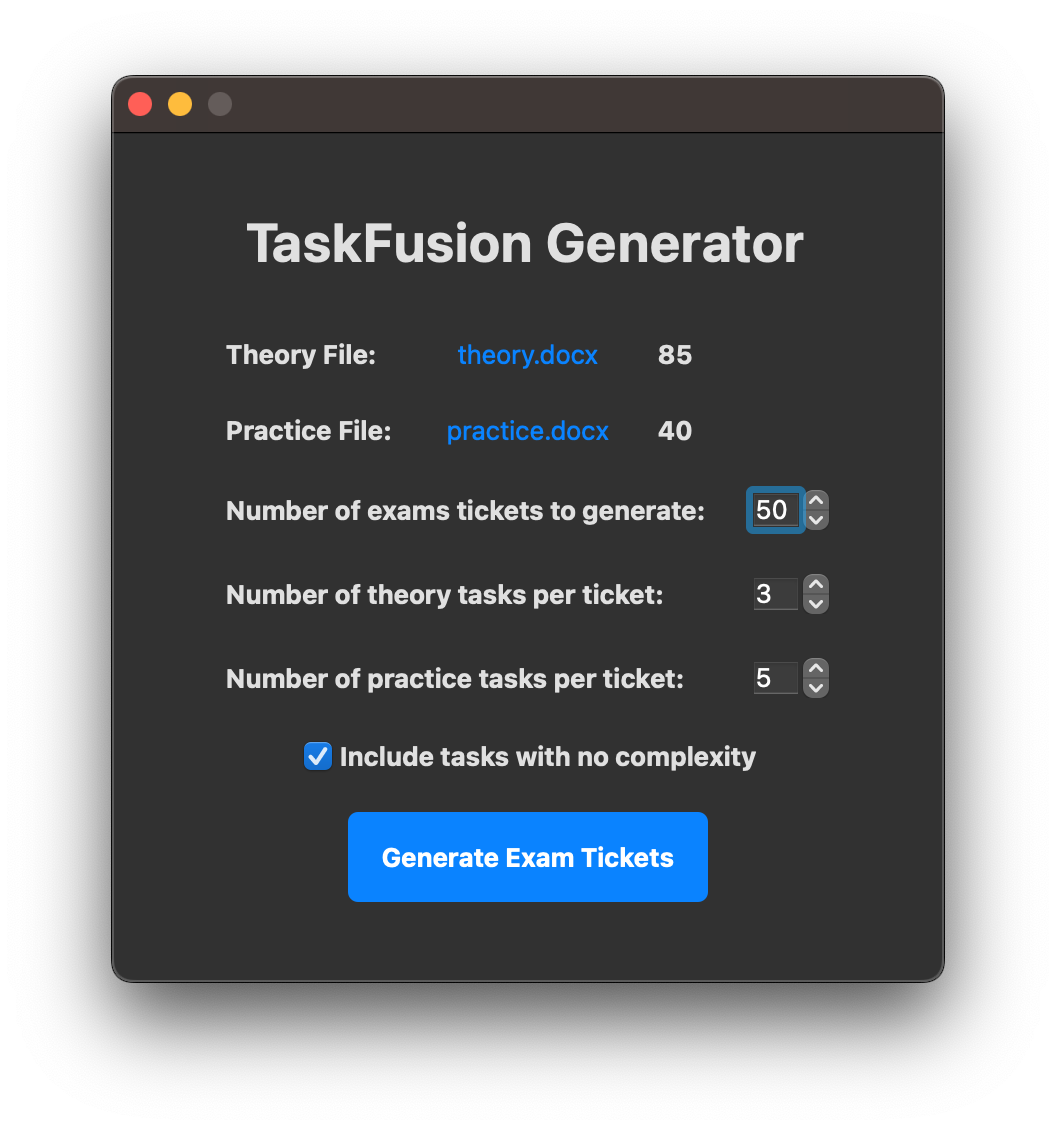 TaskFusion Generator
Theory File: theory.docx 85
Practice File: practice.docx 40
Number of exams tickets to generate: 50
Number of theory tasks per ticket: 3
Number of practice tasks per ticket: 5
Include tasks with no complexity
Generate Exam Tickets